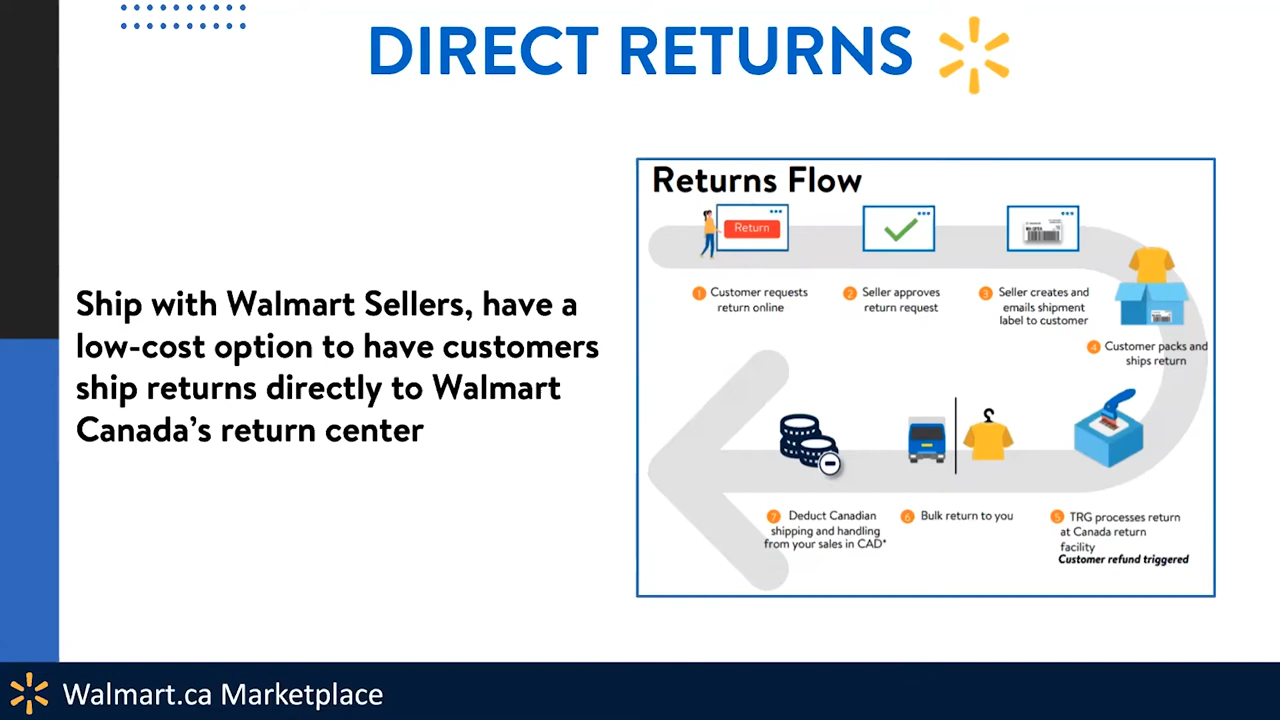 DIRECT RETURNS
Ship with Walmart Sellers, have a
low-cost option to have customers
ship returns directly to Walmart
Canada's return center
Returns Flow
Return
1 Customer requests
return online
2 Seller approves
return request
3 Seller creates and
emails shipment
label to customer
4 Customer packs and
ships return
5 TRG processes return
at Canada return
facility
Customer refund triggered
6 Bulk return to you
7 Deduct Canadian
shipping and handling
from your sales in CAD*
Walmart.ca Marketplace